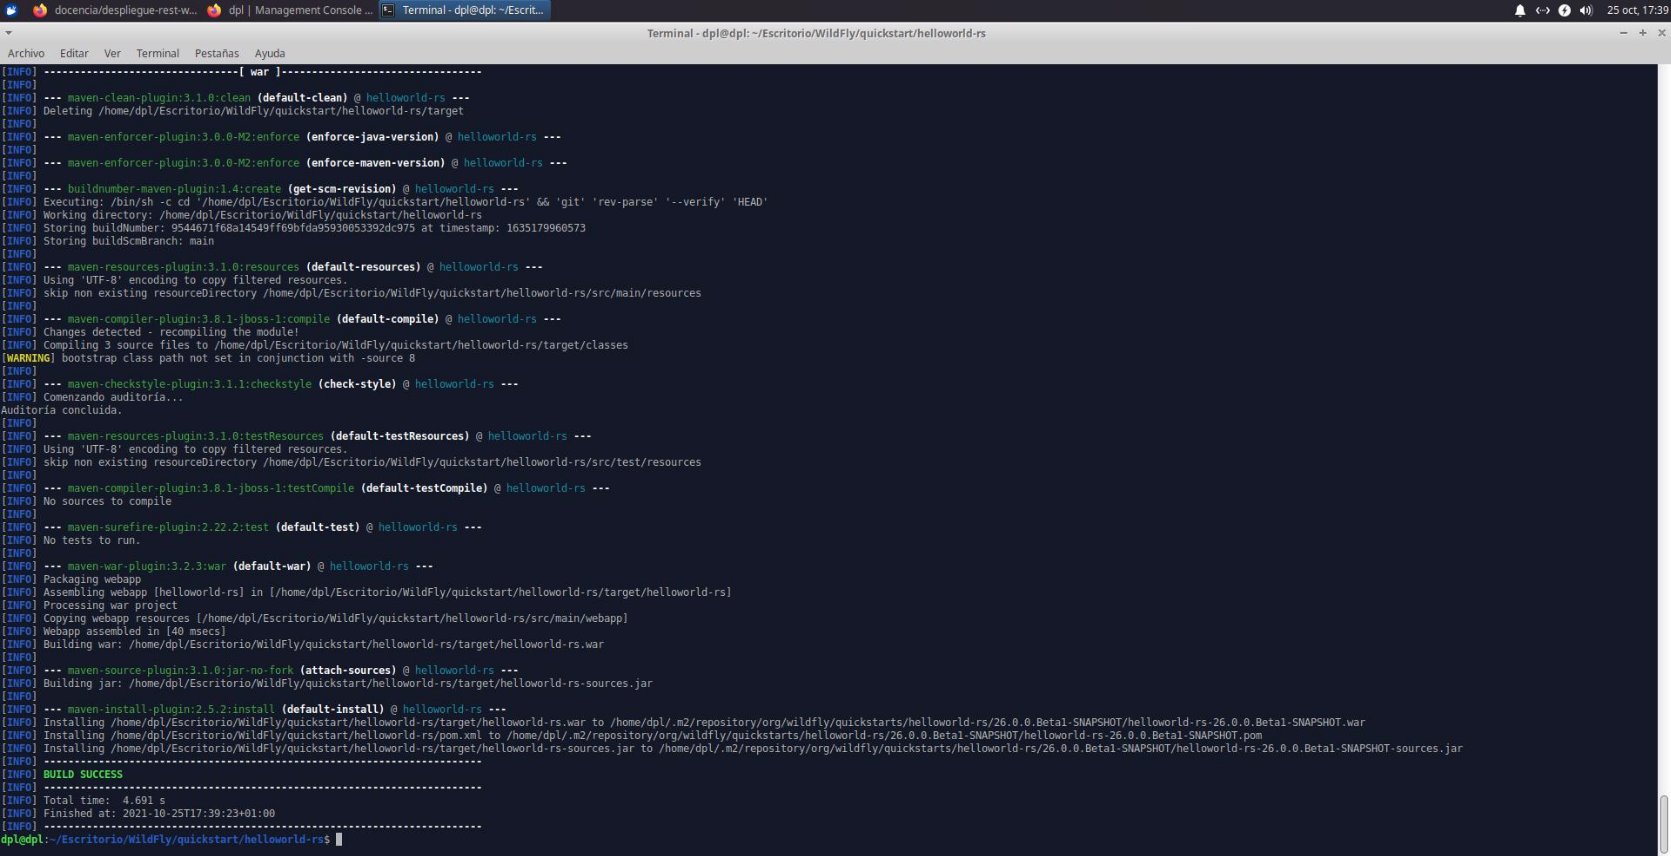 docencia/despliegue-rest-w... dpl | Management Console ... Terminal - dpl@dpl: ~/Escrit... 25 oct, 17:39
Terminal - dpl@dpl: ~/Escritorio/WildFly/quickstart/helloworld-rs
Archivo Editar Ver Terminal Pestañas Ayuda
[INFO] --------------------------------[ war ]---------------------------------
[INFO]
[INFO] --- maven-clean-plugin:3.1.0:clean (default-clean) @ helloworld-rs ---
[INFO] Deleting /home/dpl/Escritorio/WildFly/quickstart/helloworld-rs/target
[INFO]
[INFO] --- maven-enforcer-plugin:3.0.0-M2:enforce (enforce-java-version) @ helloworld-rs ---
[INFO]
[INFO] --- maven-enforcer-plugin:3.0.0-M2:enforce (enforce-maven-version) @ helloworld-rs ---
[INFO]
[INFO] --- buildnumber-maven-plugin:1.4:create (get-scm-revision) @ helloworld-rs ---
[INFO] Executing: /bin/sh -c cd '/home/dpl/Escritorio/WildFly/quickstart/helloworld-rs' && 'git' 'rev-parse' '--verify' 'HEAD'
[INFO] Working directory: /home/dpl/Escritorio/WildFly/quickstart/helloworld-rs
[INFO] Storing buildNumber: 9544671f68a14549ff69bfda95930053392dc975 at timestamp: 1635179960573
[INFO] Storing buildScmBranch: main
[INFO]
[INFO] --- maven-resources-plugin:3.1.0:resources (default-resources) @ helloworld-rs ---
[INFO] Using 'UTF-8' encoding to copy filtered resources.
[INFO] skip non existing resourceDirectory /home/dpl/Escritorio/WildFly/quickstart/helloworld-rs/src/main/resources
[INFO]
[INFO] --- maven-compiler-plugin:3.8.1-jboss-1:compile (default-compile) @ helloworld-rs ---
[INFO] Changes detected - recompiling the module!
[INFO] Compiling 3 source files to /home/dpl/Escritorio/WildFly/quickstart/helloworld-rs/target/classes
[WARNING] bootstrap class path not set in conjunction with -source 8
[INFO]
[INFO] --- maven-checkstyle-plugin:3.1.1:checkstyle (check-style) @ helloworld-rs ---
[INFO] Comenzando auditoría...
Auditoría concluida.
[INFO]
[INFO] --- maven-resources-plugin:3.1.0:testResources (default-testResources) @ helloworld-rs ---
[INFO] Using 'UTF-8' encoding to copy filtered resources.
[INFO] skip non existing resourceDirectory /home/dpl/Escritorio/WildFly/quickstart/helloworld-rs/src/test/resources
[INFO]
[INFO] --- maven-compiler-plugin:3.8.1-jboss-1:testCompile (default-testCompile) @ helloworld-rs ---
[INFO] No sources to compile
[INFO]
[INFO] --- maven-surefire-plugin:2.22.2:test (default-test) @ helloworld-rs ---
[INFO] No tests to run.
[INFO]
[INFO] --- maven-war-plugin:3.2.3:war (default-war) @ helloworld-rs ---
[INFO] Packaging webapp
[INFO] Assembling webapp [helloworld-rs] in [/home/dpl/Escritorio/WildFly/quickstart/helloworld-rs/target/helloworld-rs]
[INFO] Processing war project
[INFO] Copying webapp resources [/home/dpl/Escritorio/WildFly/quickstart/helloworld-rs/src/main/webapp]
[INFO] Webapp assembled in [40 msecs]
[INFO] Building war: /home/dpl/Escritorio/WildFly/quickstart/helloworld-rs/target/helloworld-rs.war
[INFO]
[INFO] --- maven-source-plugin:3.1.0:jar-no-fork (attach-sources) @ helloworld-rs ---
[INFO] Building jar: /home/dpl/Escritorio/WildFly/quickstart/helloworld-rs/target/helloworld-rs-sources.jar
[INFO]
[INFO] --- maven-install-plugin:2.5.2:install (default-install) @ helloworld-rs ---
[INFO] Installing /home/dpl/Escritorio/WildFly/quickstart/helloworld-rs/target/helloworld-rs.war to /home/dpl/.m2/repository/org/wildfly/quickstarts/helloworld-rs/26.0.0.Beta1-SNAPSHOT/helloworld-rs-26.0.0.Beta1-SNAPSHOT.war
[INFO] Installing /home/dpl/Escritorio/WildFly/quickstart/helloworld-rs/pom.xml to /home/dpl/.m2/repository/org/wildfly/quickstarts/helloworld-rs/26.0.0.Beta1-SNAPSHOT/helloworld-rs-26.0.0.Beta1-SNAPSHOT.pom
[INFO] Installing /home/dpl/Escritorio/WildFly/quickstart/helloworld-rs/target/helloworld-rs-sources.jar to /home/dpl/.m2/repository/org/wildfly/quickstarts/helloworld-rs/26.0.0.Beta1-SNAPSHOT/helloworld-rs-26.0.0.Beta1-SNAPSHOT-sources.jar
[INFO] ------------------------------------------------------------------------
[INFO] BUILD SUCCESS
[INFO] ------------------------------------------------------------------------
[INFO] Total time:  4.691 s
[INFO] Finished at: 2021-10-25T17:39:23+01:00
[INFO] ------------------------------------------------------------------------
dpl@dpl:~/Escritorio/WildFly/quickstart/helloworld-rs$